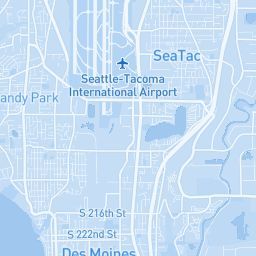 SeaTac
Seattle-Tacoma
International Airport
andy Park
S 216th St
S 222nd St
Des Moines